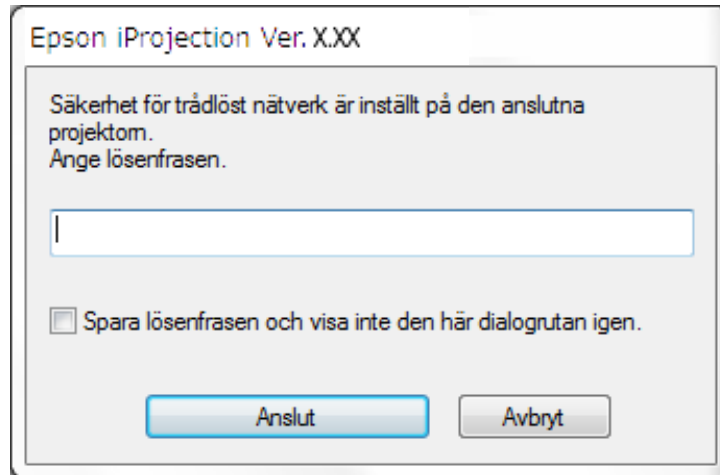 Epson iProjection Ver. X.XX
Säkerhet för trådlöst nätverk är inställt på den anslutna
projektorn.
Ange lösenfrasen.
Spara lösenfrasen och visa inte den här dialogrutan igen.
Anslut
Avbryt